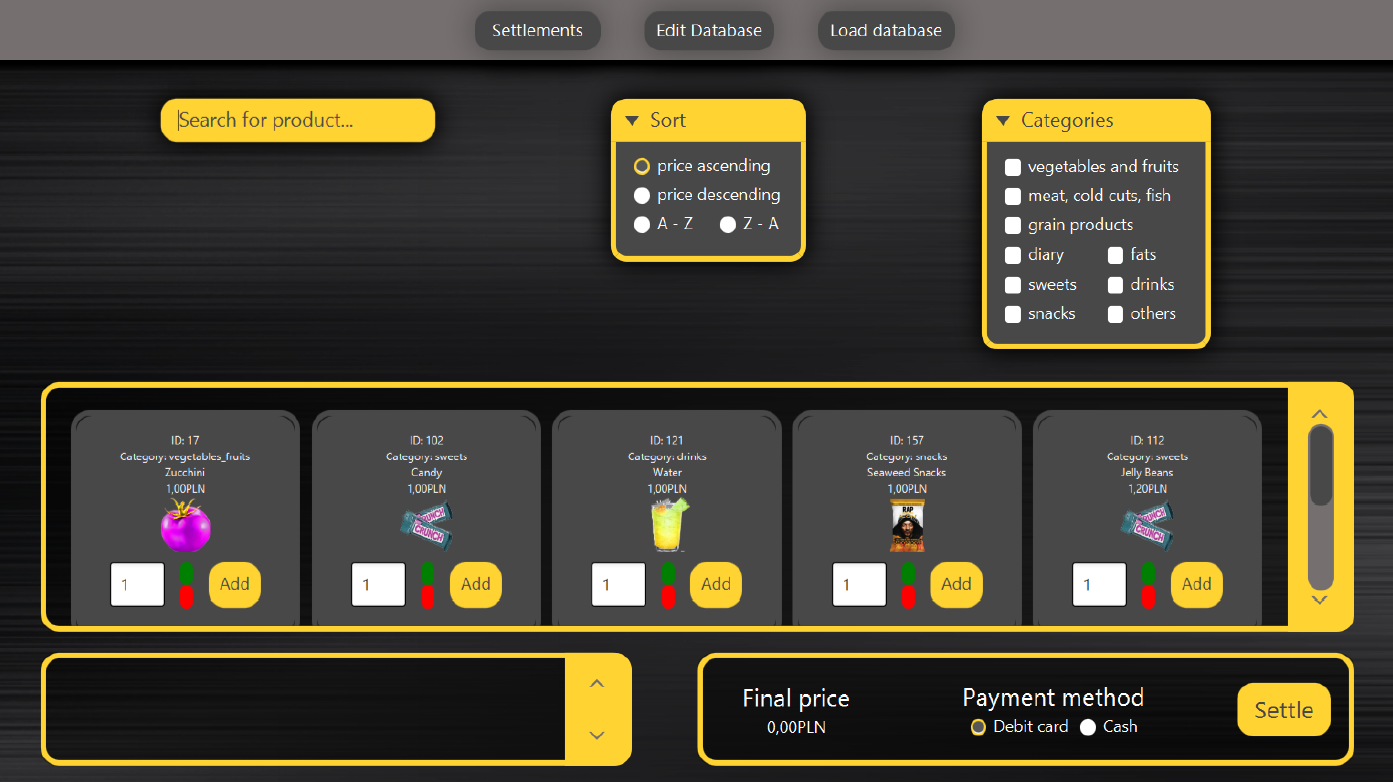 Settlements Edit Database Load database
Search for product...
Sort
price ascending
price descending
A - Z Z - A
Categories
vegetables and fruits
meat, cold cuts, fish
grain products
diary fats
sweets drinks
snacks others
ID: 17
Category: vegetables_fruits
Zucchini
1,00PLN
1 Add
ID: 102
Category: sweets
Candy
1,00PLN
CRUNCH
CRUNCH
1 Add
ID: 121
Category: drinks
Water
1,00PLN
1 Add
ID: 157
Category: snacks
Seaweed Snacks
1,00PLN
RAP
1 Add
ID: 112
Category: sweets
Jelly Beans
1,20PLN
CRUNCH
CRUNCH
1 Add
Final price
0,00PLN
Payment method
Debit card Cash
Settle